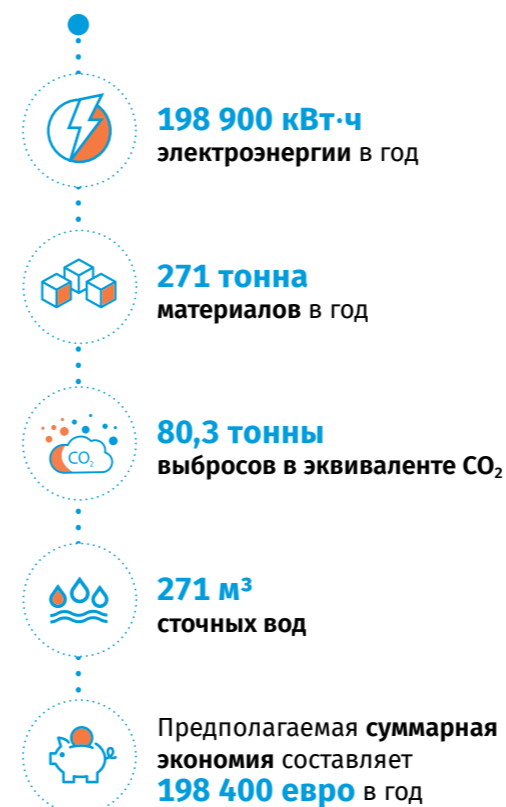 198 900 кВт·ч
электроэнергии в год
271 тонна
материалов в год
CO₂
80,3 тонны
выбросов в эквиваленте CO₂
271 м³
сточных вод
Предполагаемая суммарная
экономия составляет
198 400 евро в год